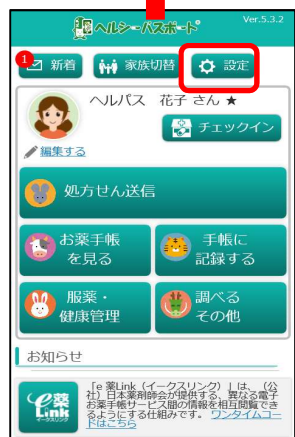 ヘルシーパスポート®
Ver.5.3.2
1 新着
家族切替
設定
ヘルパス 花子 さん ★
チェックイン
編集する
処方せん送信
お薬手帳
を見る
手帳に
記録する
服薬・
健康管理
調べる
その他
お知らせ
e薬
Link
イークスリンク
「e 薬Link（イークスリンク）」は、（公
社）日本薬剤師会が提供する、異なる電子
お薬手帳サービス間の情報を相互閲覧でき
るようにする仕組みです。 ワンタイムコー
ドはこちら